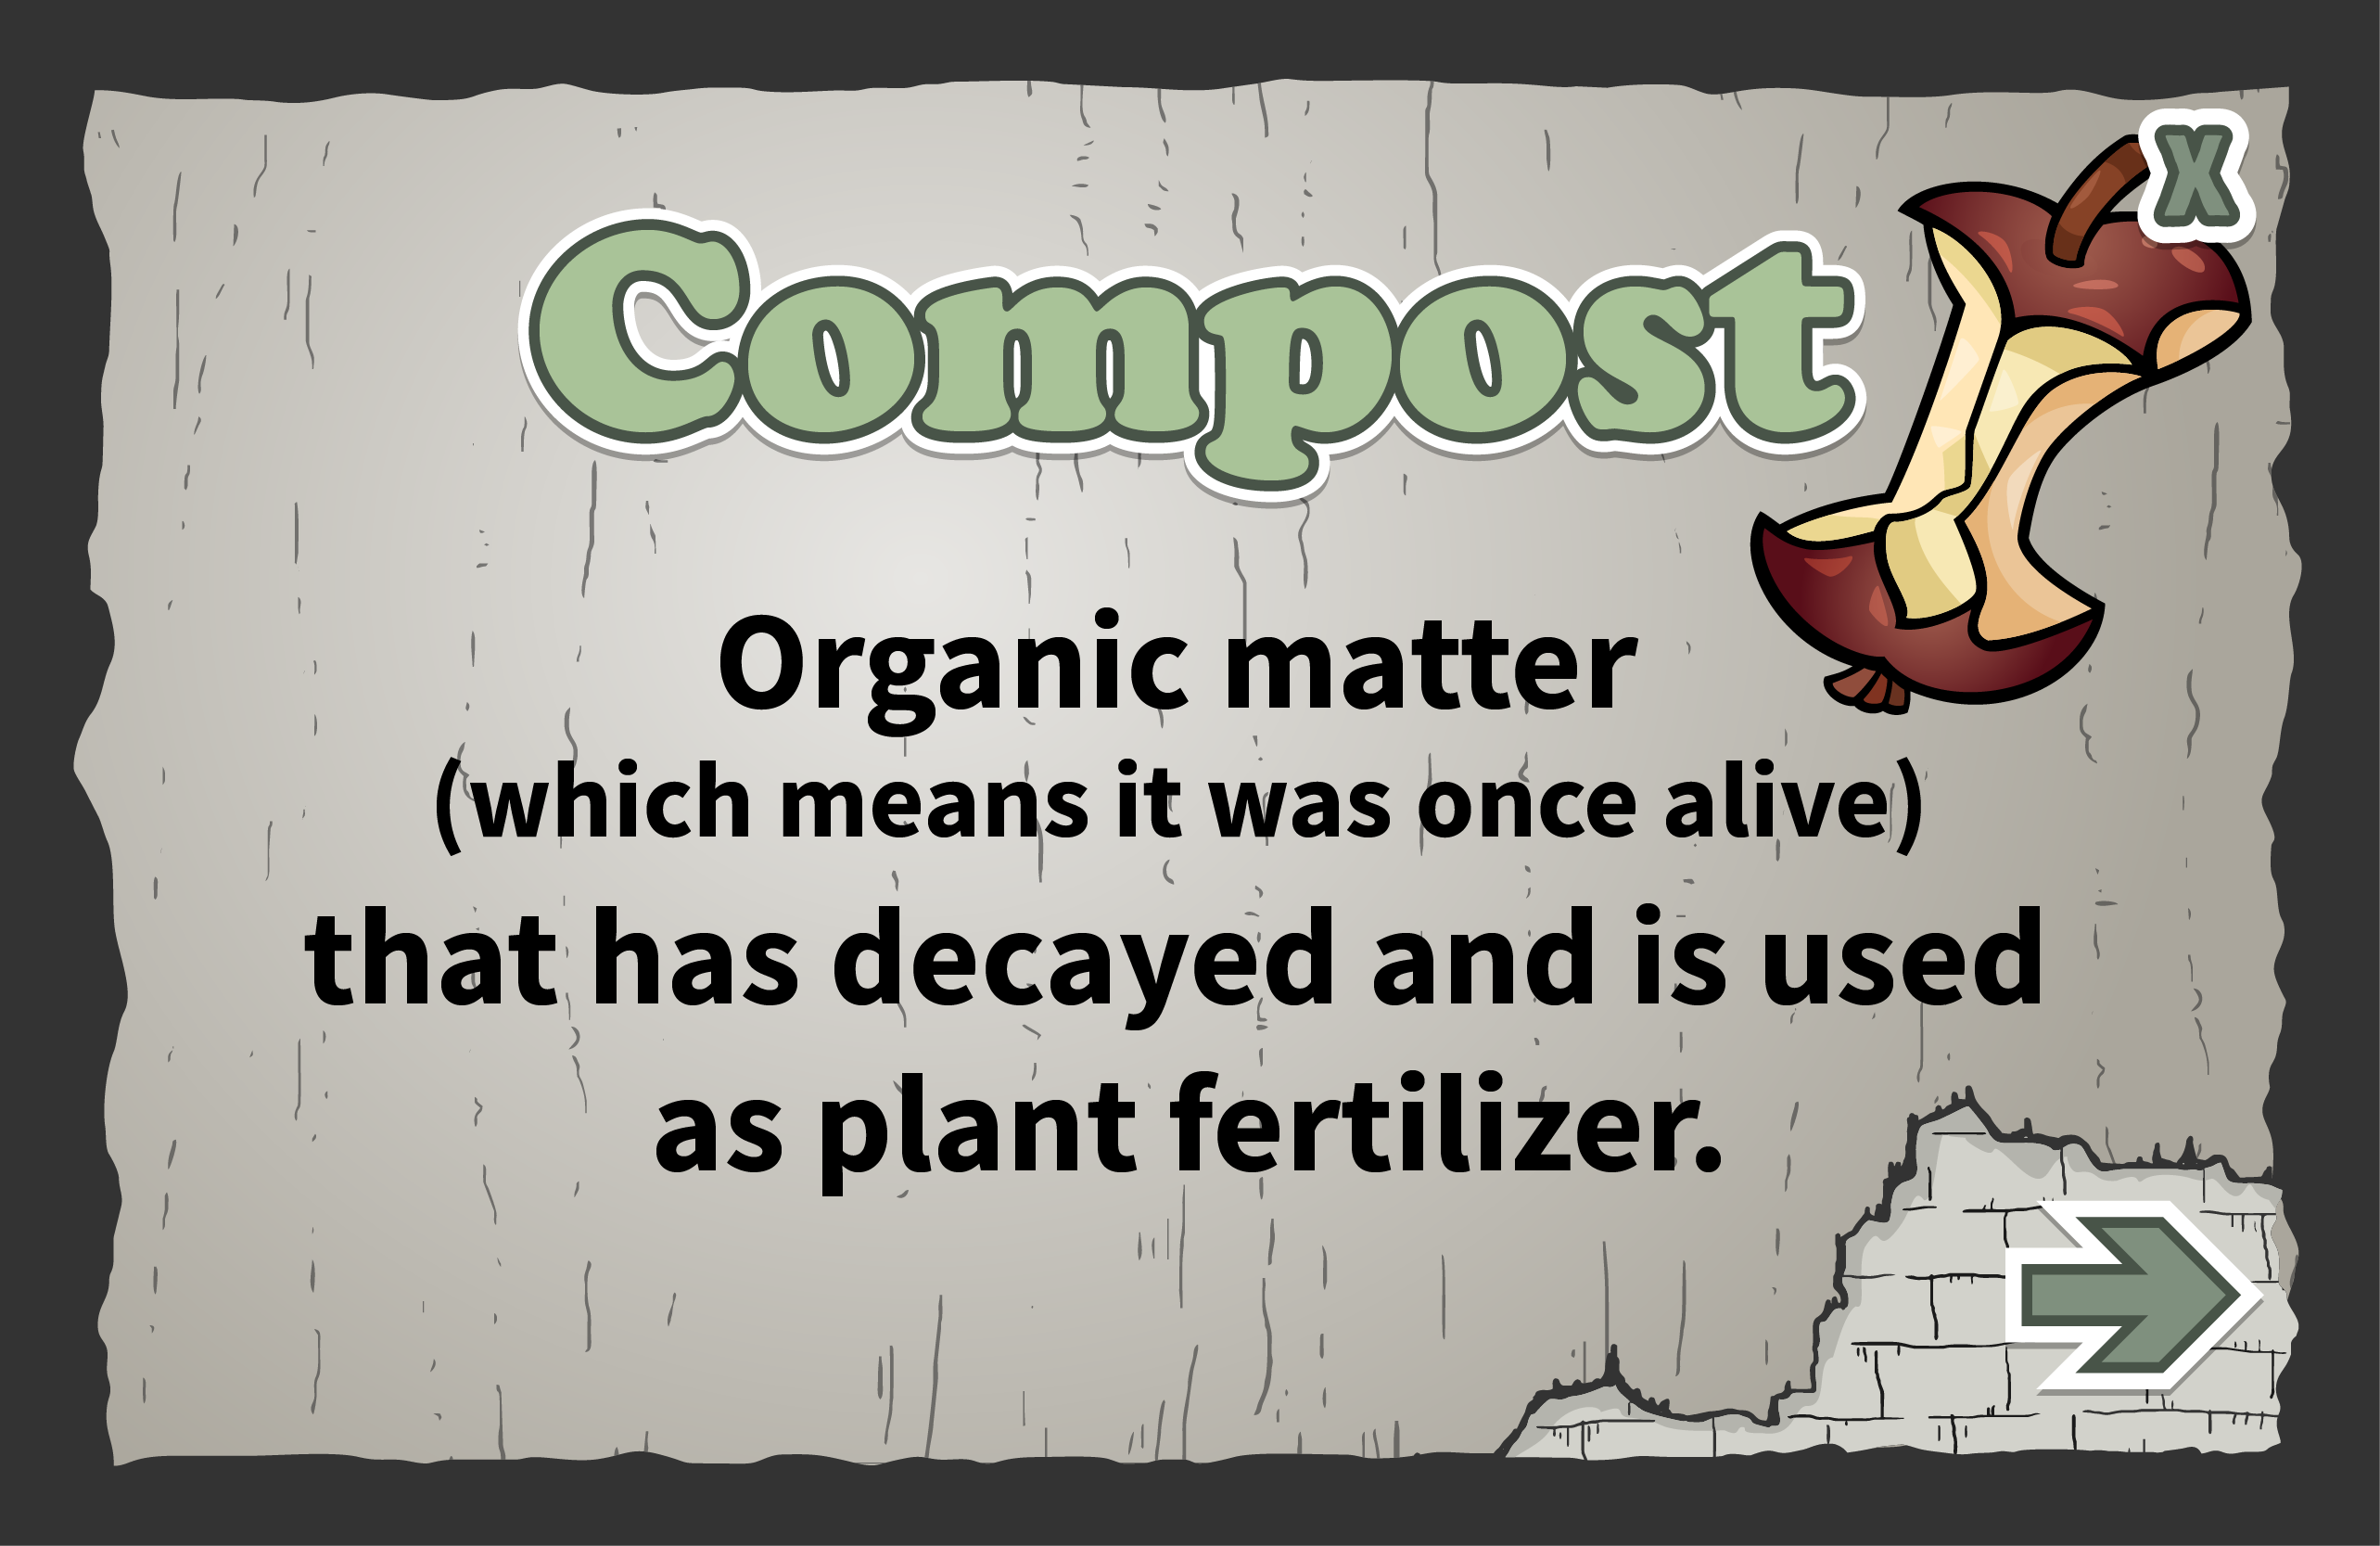 X
Compost
Organic matter
(which means it was once alive)
that has decayed and is used
as plant fertilizer.